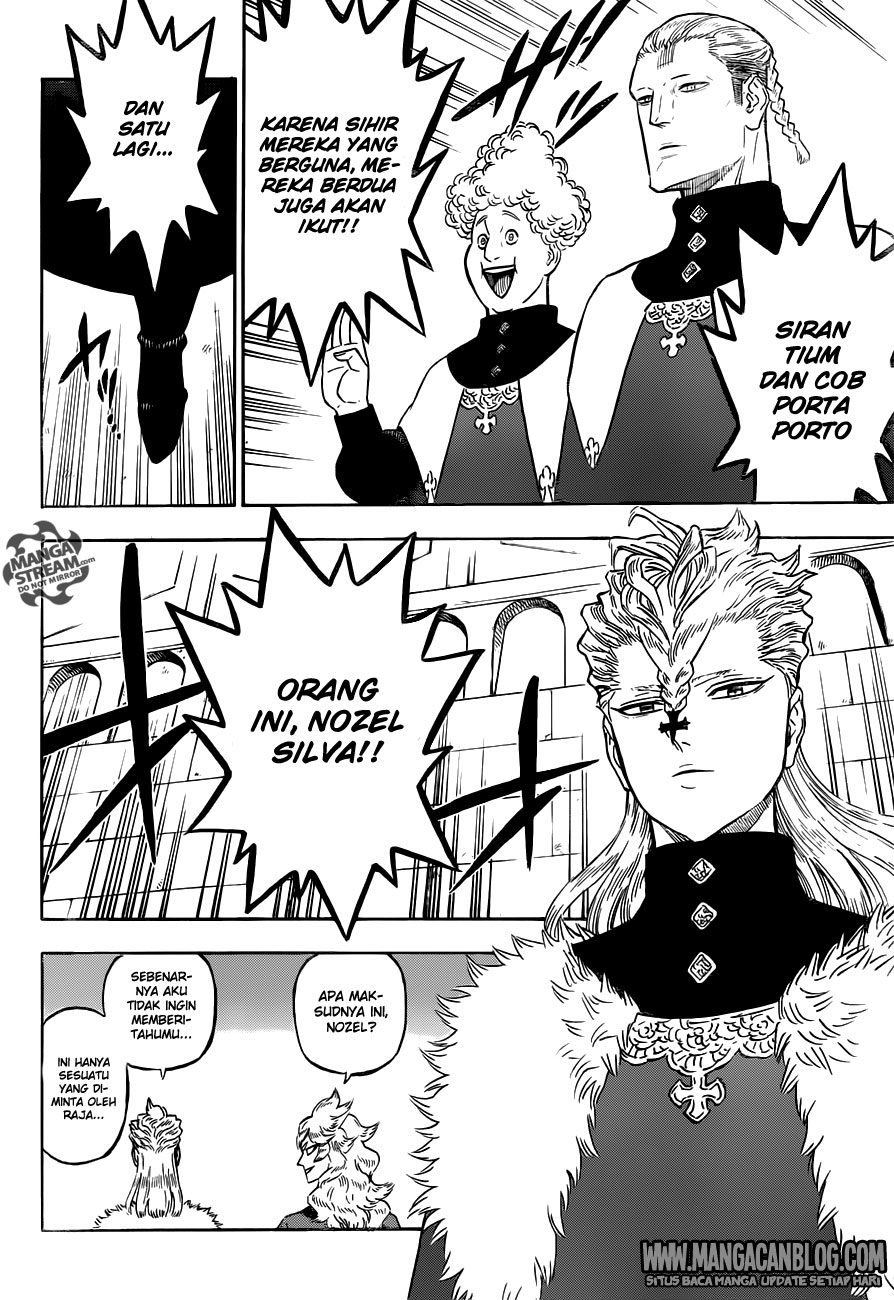 SIRAN
TIUM
DAN COB
PORTA
PORTO
KARENA SIHIR
MEREKA YANG
BERGUNA, ME-
REKA BERDUA
JUGA AKAN
IKUT!!
DAN
SATU
LAGI...
ORANG
INI, NOZEL
SILVA!!
APA MAK-
SUDNYA INI,
NOZEL?
SEBENAR-
NYA AKU
TIDAK INGIN
MEMBERI-
TAHUMU...
INI HANYA
SESUATU
YANG DI-
MINTA OLEH
RAJA...
MANGA
STREAM.com
DO NOT MIRROR
WWW.MANGACANBLOG.COM
SITUS BACA MANGA UPDATE SETIAP HARI